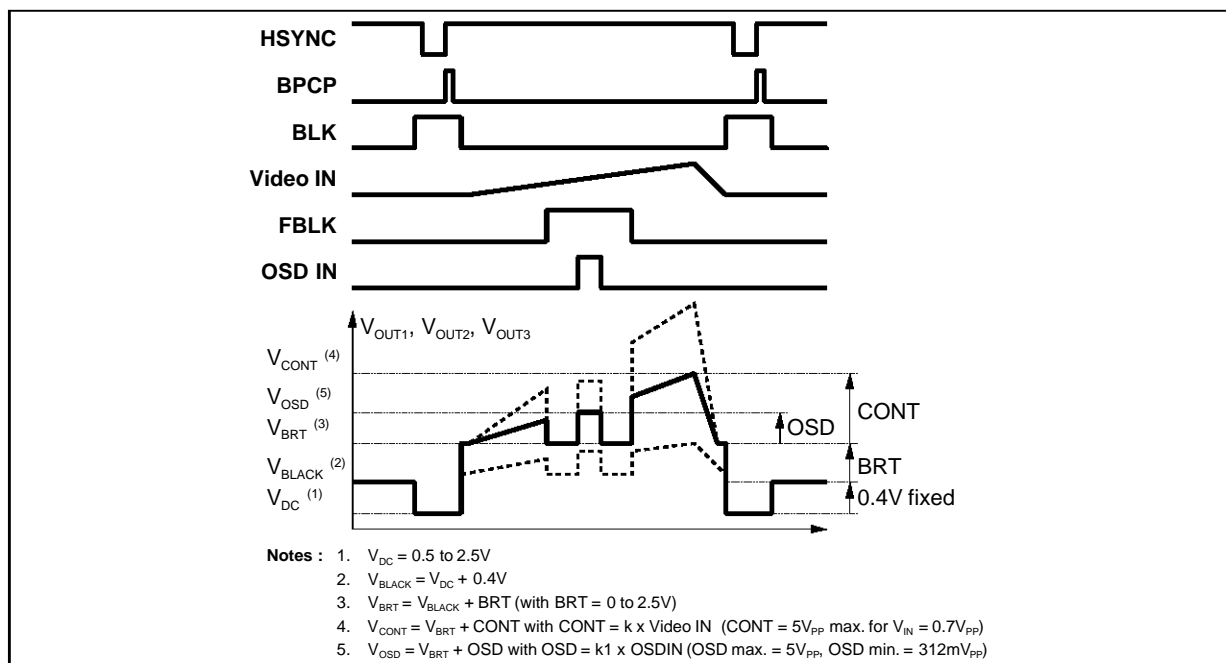 HSYNC
BPCP
BLK
Video IN
FBLK
OSD IN
V_OUT1, V_OUT2, V_OUT3
V_CONT (4)
V_OSD (5)
V_BRT (3)
V_BLACK (2)
V_DC (1)
CONT
OSD
BRT
0.4V fixed
Notes : 1. V_DC = 0.5 to 2.5V
2. V_BLACK = V_DC + 0.4V
3. V_BRT = V_BLACK + BRT (with BRT = 0 to 2.5V)
4. V_CONT = V_BRT + CONT with CONT = k x Video IN (CONT = 5V_PP max. for V_IN = 0.7V_PP)
5. V_OSD = V_BRT + OSD with OSD = k1 x OSDIN (OSD max. = 5V_PP, OSD min. = 312mV_PP)